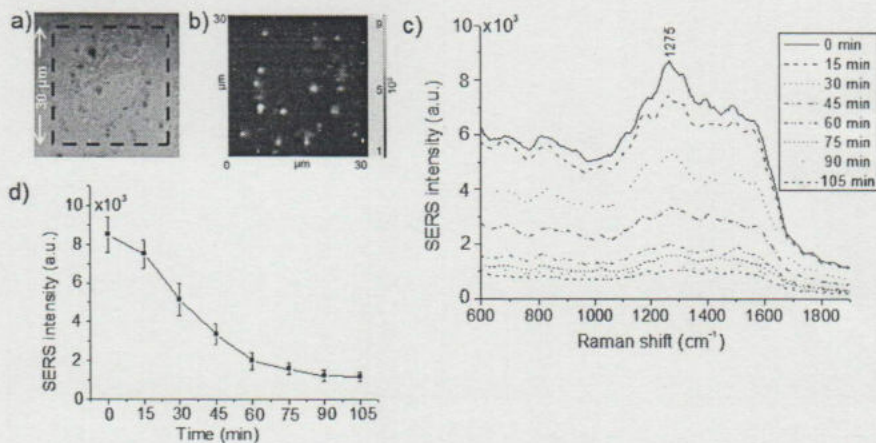 a)
30 µm
b)
30
µm
0
µm
30
9
5
1
10²
c)
x10³
8
6
4
2
0
SERS intensity (a.u.)
600
800
1000
1200
1400
1600
1800
Raman shift (cm⁻¹)
1275
0 min
15 min
30 min
45 min
60 min
75 min
90 min
105 min
d)
x10³
10
8
6
4
2
0
SERS intensity (a.u.)
0
15
30
45
60
75
90
105
Time (min)